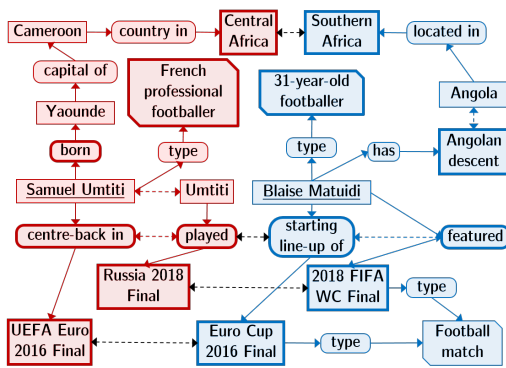 Cameroon
country in
Central
Africa
Southern
Africa
located in
capital of
French
professional
footballer
31-year-old
footballer
Angola
Yaounde
born
type
type
has
Angolan
descent
Samuel Umtiti
Umtiti
Blaise Matuidi
centre-back in
played
starting
line-up of
featured
Russia 2018
Final
2018 FIFA
WC Final
type
UEFA Euro
2016 Final
Euro Cup
2016 Final
type
Football
match